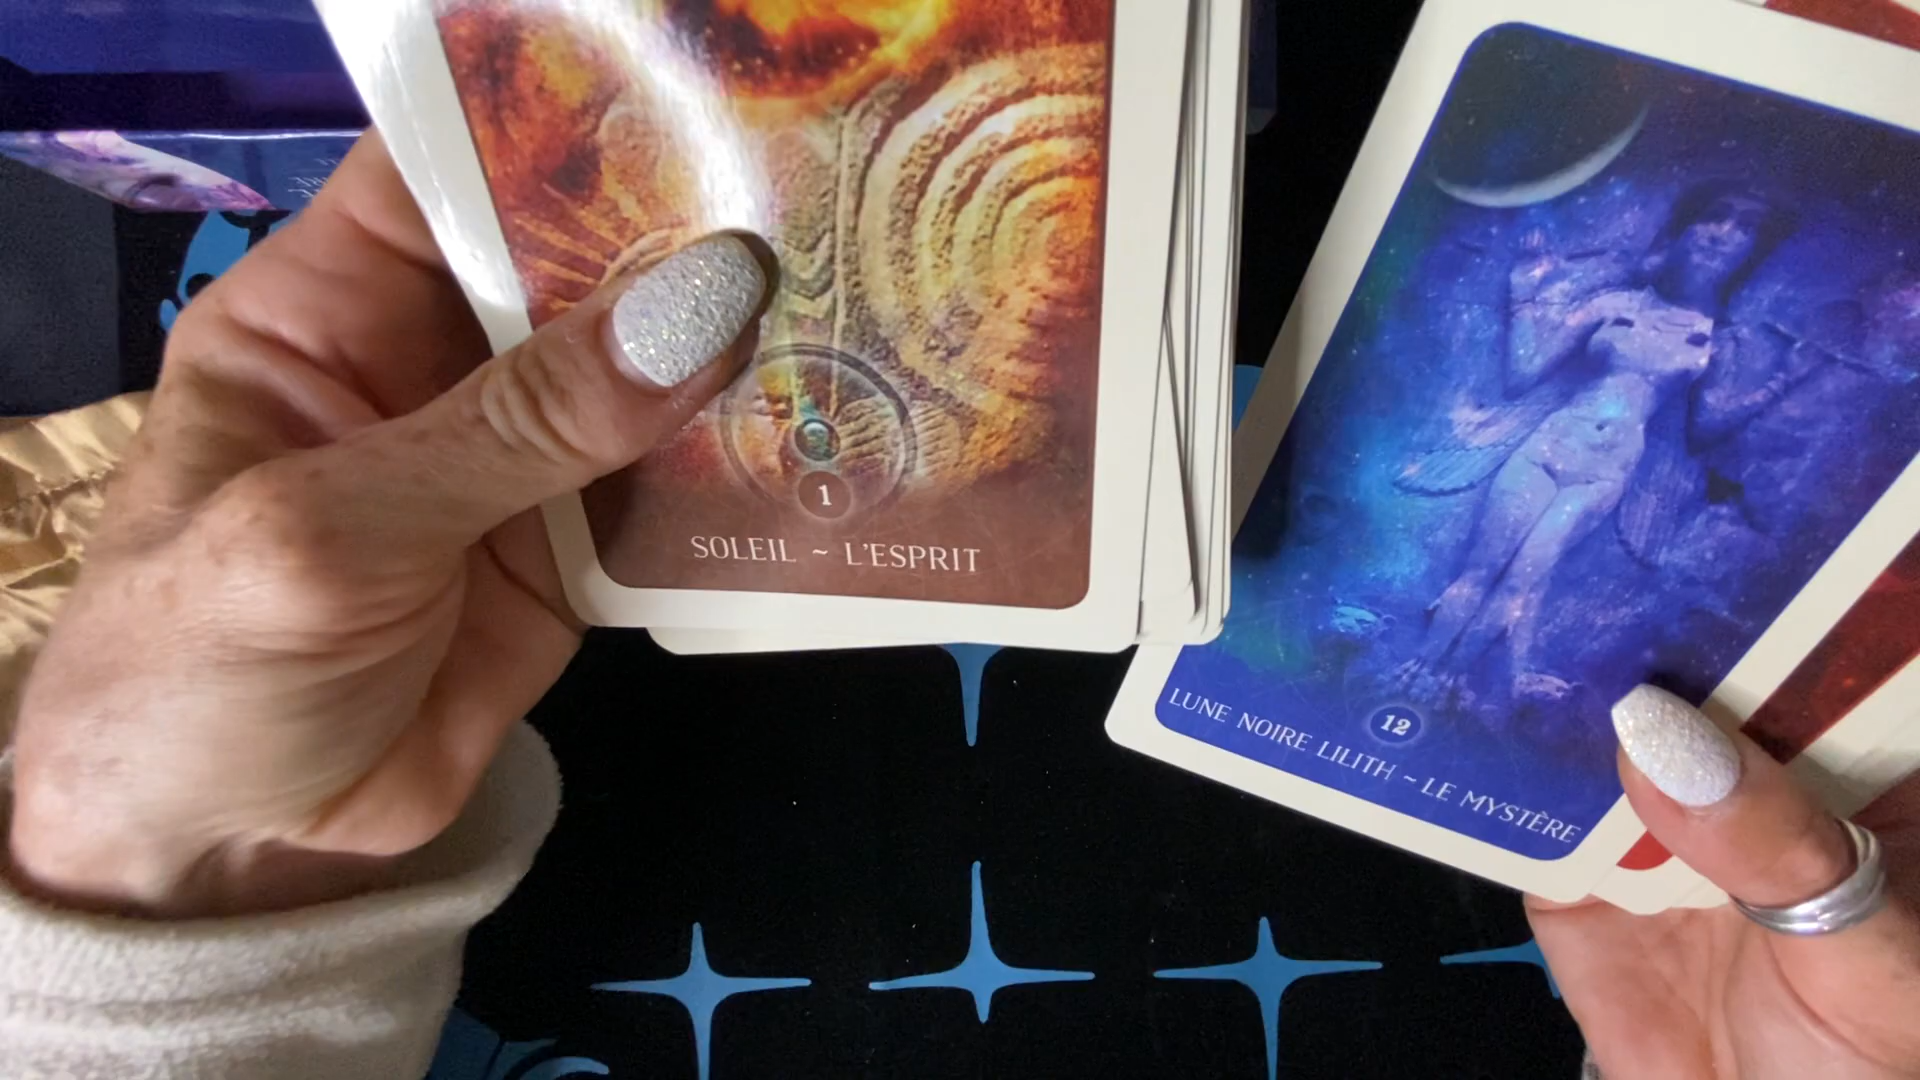 1
SOLEIL ~ L'ESPRIT
12
LUNE NOIRE LILITH ~ LE MYSTÈRE